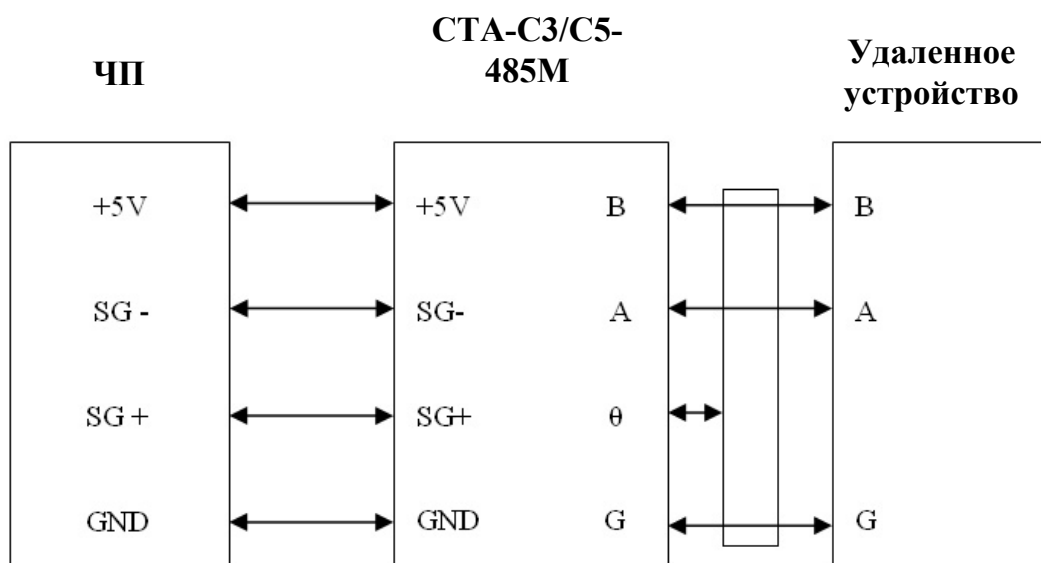 ЧП
СТА-С3/С5-
485М
Удаленное
устройство
+5V +5V B B
SG - SG- A A
SG + SG+ θ
GND GND G G